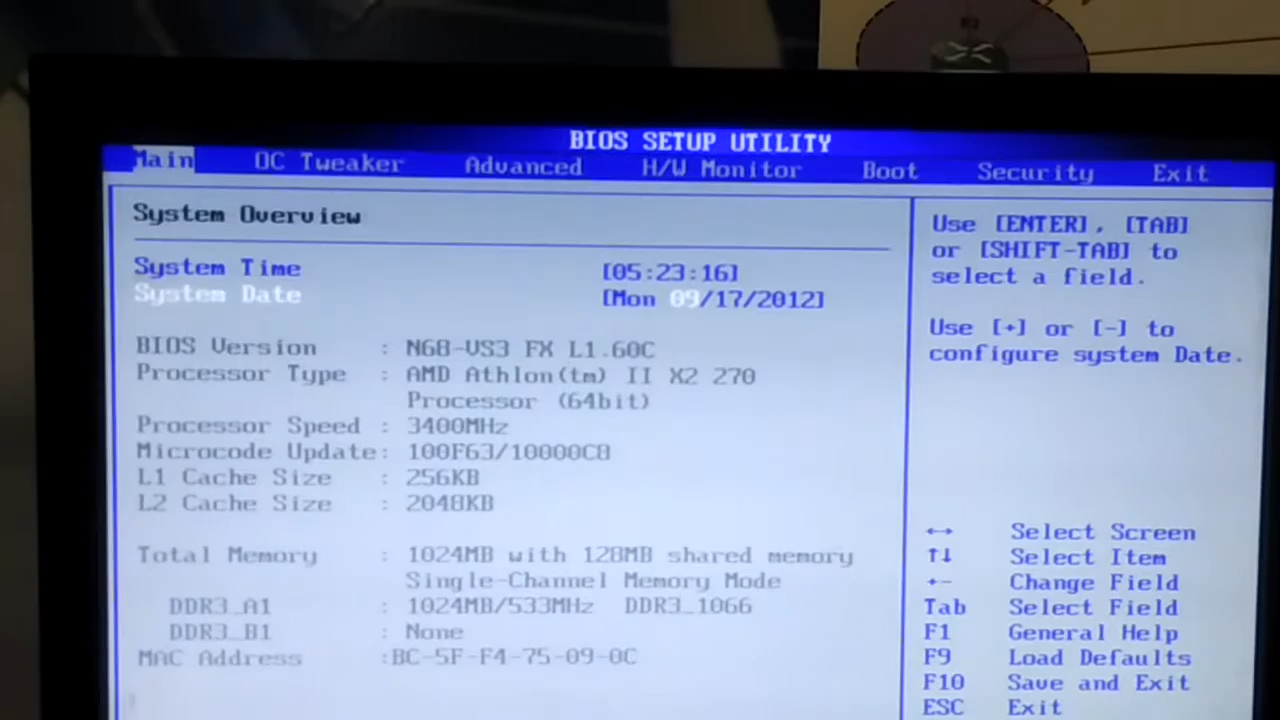 BIOS SETUP UTILITY
Main OC Tweaker Advanced H/W Monitor Boot Security Exit
System Overview
System Time [05:23:16]
System Date [Mon 09/17/2012]
BIOS Version : N68-VS3 FX L1.60C
Processor Type : AMD Athlon(tm) II X2 270
Processor (64bit)
Processor Speed : 3400MHz
Microcode Update: 100F63/10000C8
L1 Cache Size : 256KB
L2 Cache Size : 2048KB
Total Memory : 1024MB with 128MB shared memory
Single-Channel Memory Mode
DDR3_A1 : 1024MB/533MHz DDR3_1066
DDR3_B1 : None
MAC Address :BC-5F-F4-75-09-0C
Use [ENTER], [TAB]
or [SHIFT-TAB] to
select a field.
Use [+] or [-] to
configure system Date.
↔ Select Screen
↑↓ Select Item
+- Change Field
Tab Select Field
F1 General Help
F9 Load Defaults
F10 Save and Exit
ESC Exit